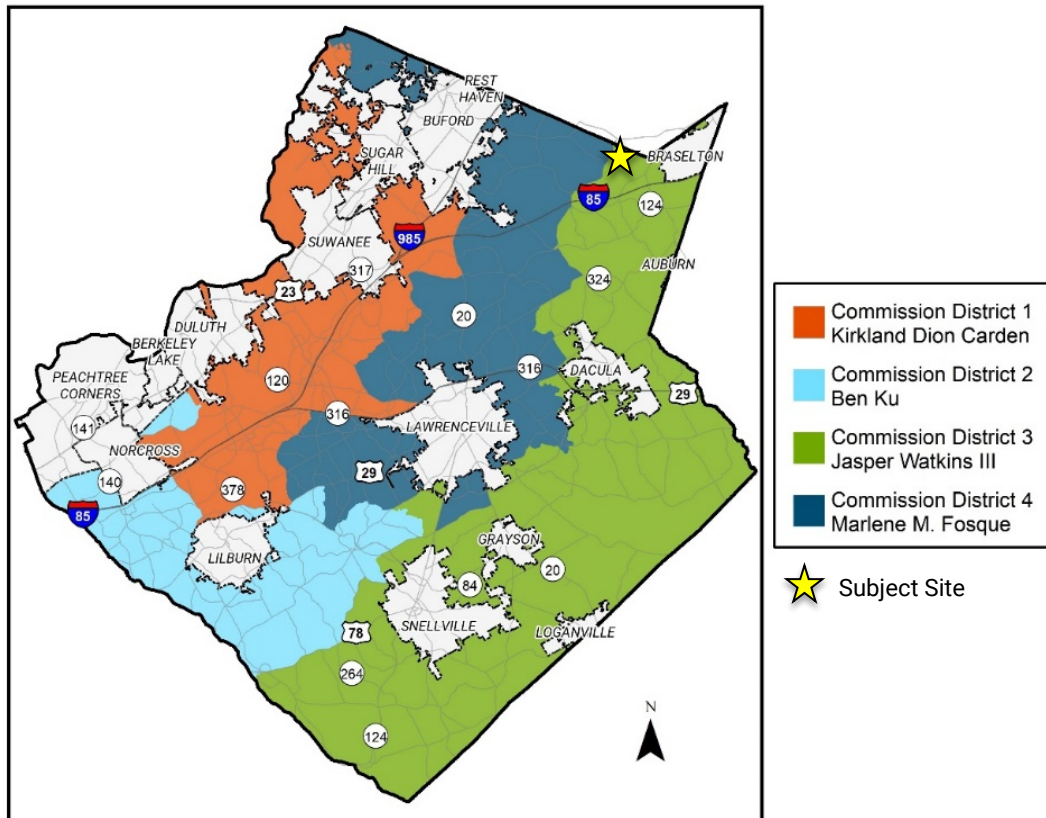 REST
HAVEN
BUFORD
SUGAR
HILL
BRASELTON
85
124
SUWANEE
985
317
AUBURN
324
23
20
DULUTH
BERKELEY
LAKE
316
DACULA
PEACHTREE
CORNERS
120
29
141
316
LAWRENCEVILLE
NORCROSS
29
140
378
85
LILBURN
GRAYSON
20
84
SNELLVILLE
LOGANVILLE
78
264
124
N
Commission District 1
Kirkland Dion Carden
Commission District 2
Ben Ku
Commission District 3
Jasper Watkins III
Commission District 4
Marlene M. Fosque
Subject Site